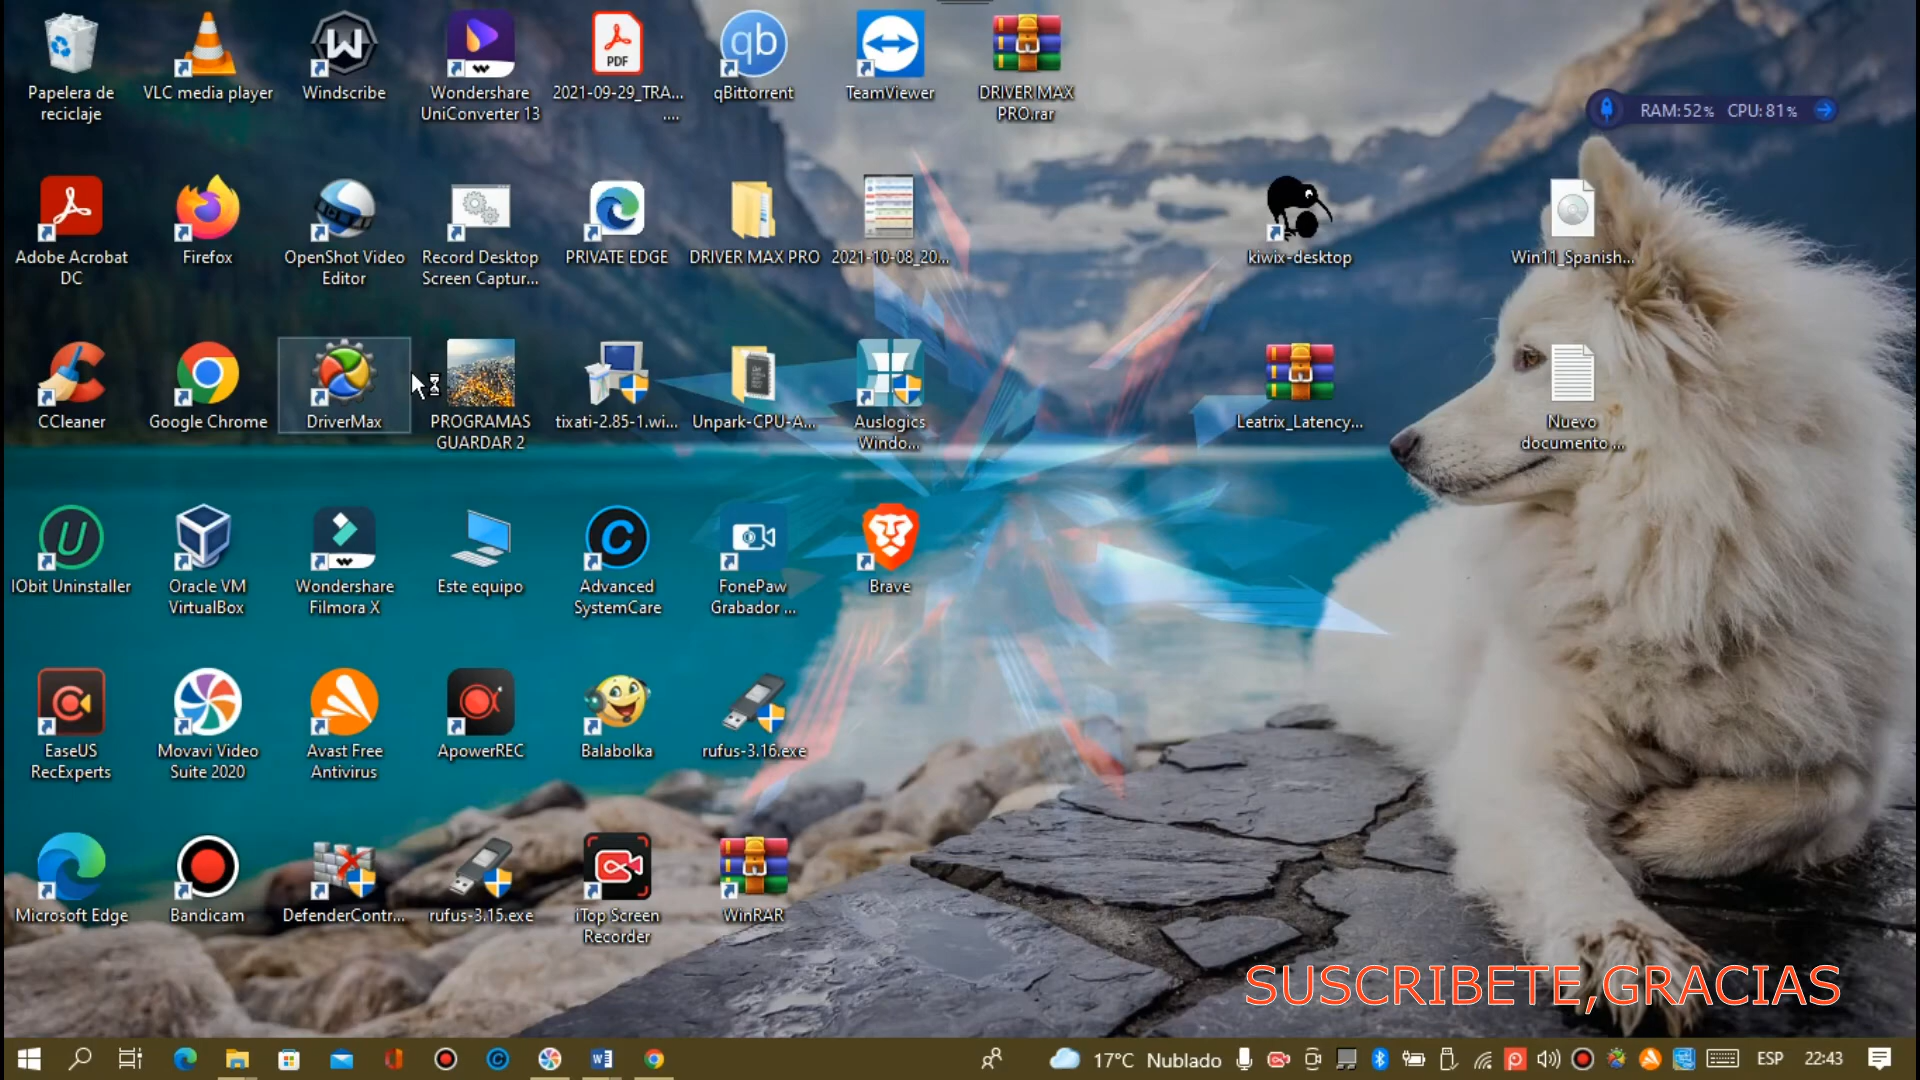 Papelera de
reciclaje
VLC media player
Windscribe
Wondershare
UniConverter 13
PDF
2021-09-29_TRA...
....
qb
qBittorrent
TeamViewer
DRIVER MAX
PRO.rar
RAM:52% CPU:81%
Adobe Acrobat
DC
Firefox
OpenShot Video
Editor
Record Desktop
Screen Captur...
PRIVATE EDGE
DRIVER MAX PRO
2021-10-08_20...
kiwix-desktop
Win11_Spanish...
CCleaner
Google Chrome
DriverMax
PROGRAMAS
GUARDAR 2
tixati-2.85-1.wi...
Unpark-CPU-A...
Auslogics
Windo...
Leatrix_Latency...
Nuevo
documento ...
IObit Uninstaller
Oracle VM
VirtualBox
Wondershare
Filmora X
Este equipo
Advanced
SystemCare
FonePaw
Grabador ...
Brave
EaseUS
RecExperts
Movavi Video
Suite 2020
Avast Free
Antivirus
ApowerREC
Balabolka
rufus-3.16.exe
Microsoft Edge
Bandicam
DefenderContr...
rufus-3.15.exe
iTop Screen
Recorder
WinRAR
SUSCRIBETE,GRACIAS
17°C Nublado
ESP
22:43